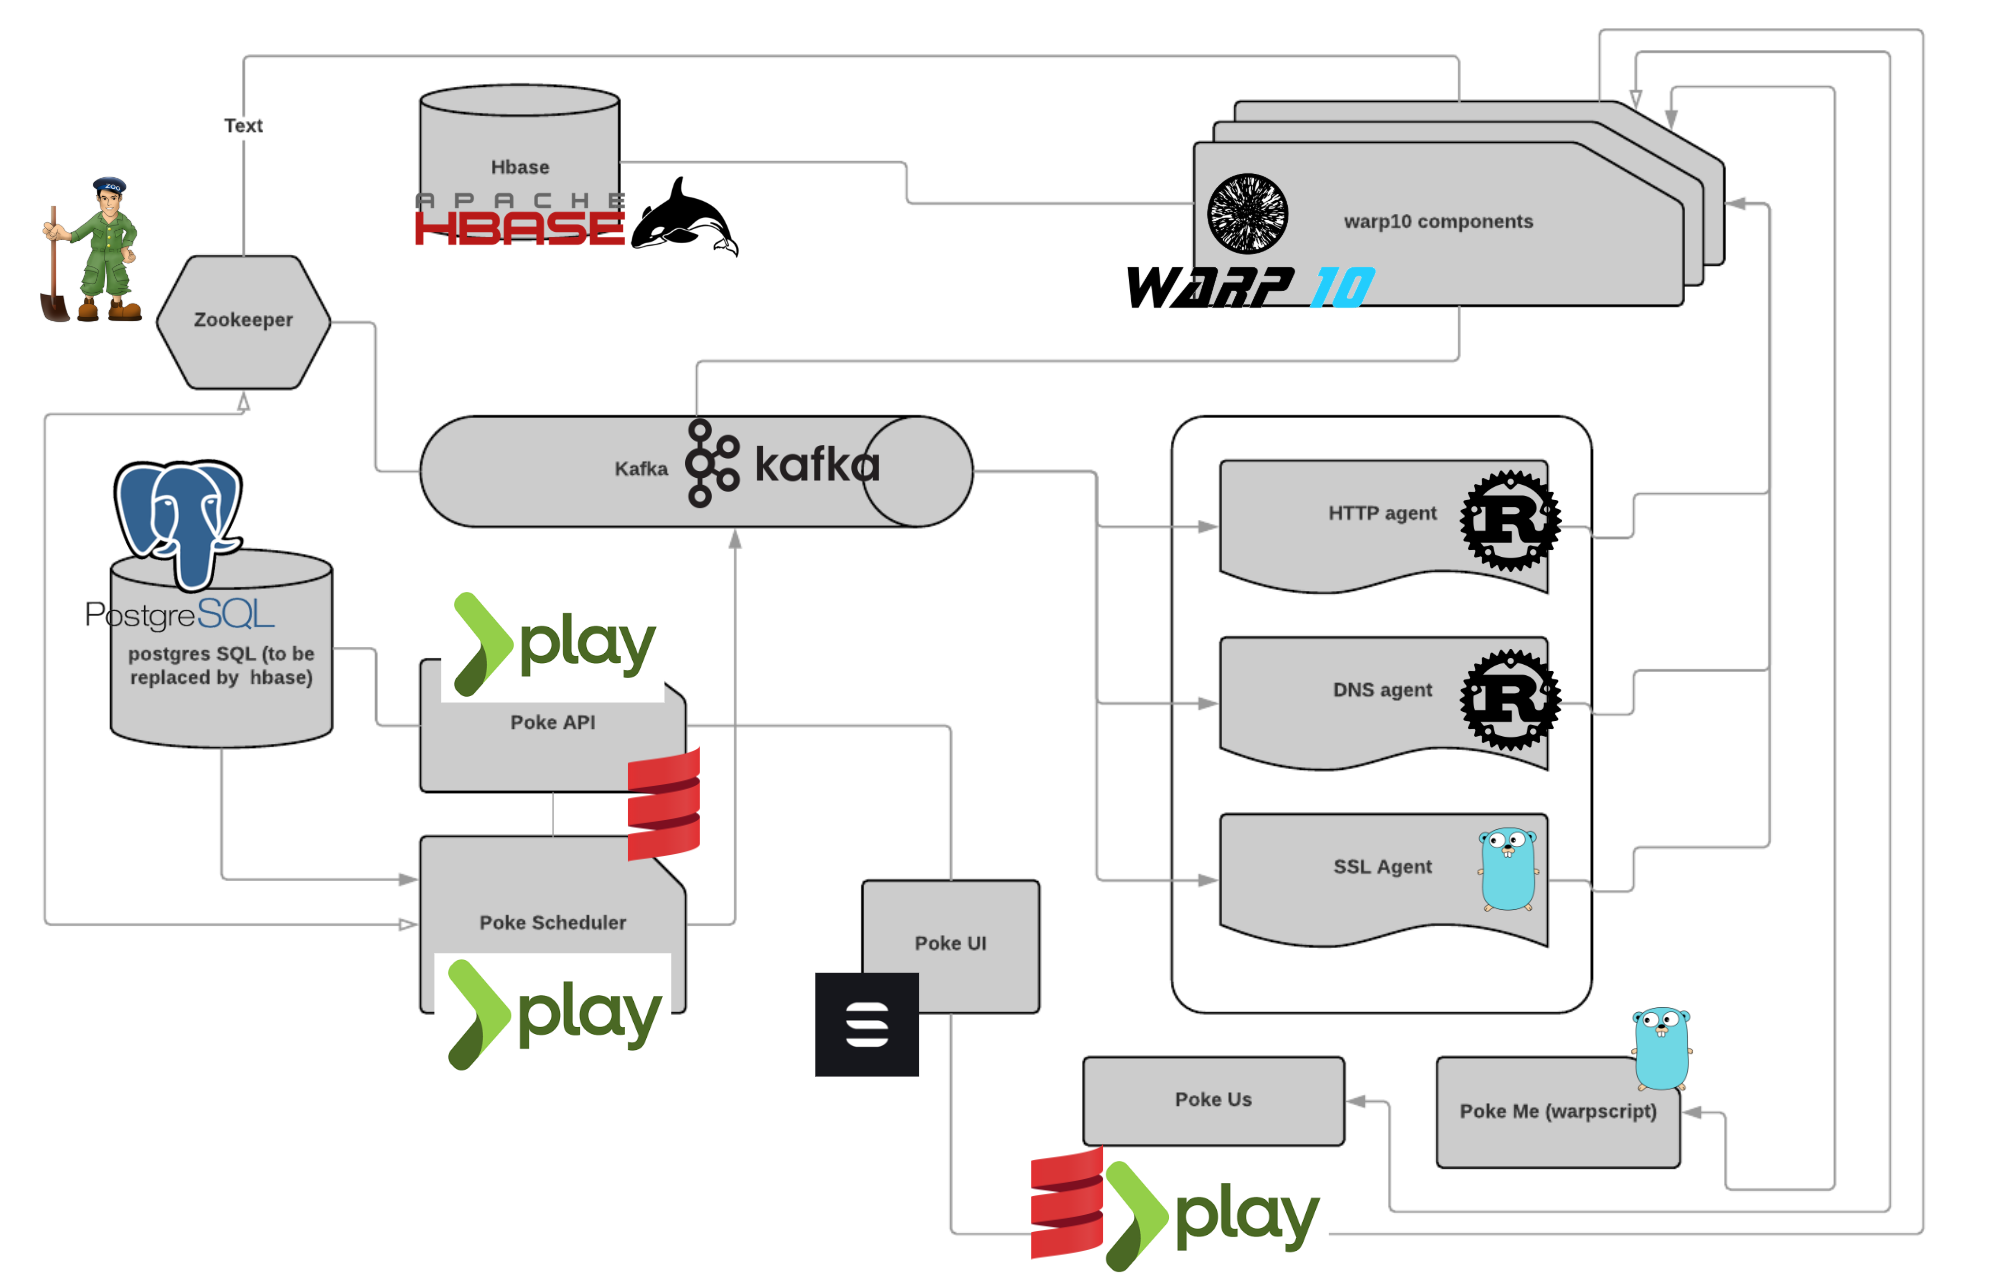 Text
ZOO
Hbase
APACHE
HBASE
warp10 components
WARP 10
Zookeeper
Kafka
kafka
HTTP agent
R
PostgreSQL
postgres SQL (to be
replaced by hbase)
play
Poke API
DNS agent
R
SSL Agent
Poke Scheduler
play
Poke UI
Poke Us
Poke Me (warpscript)
play